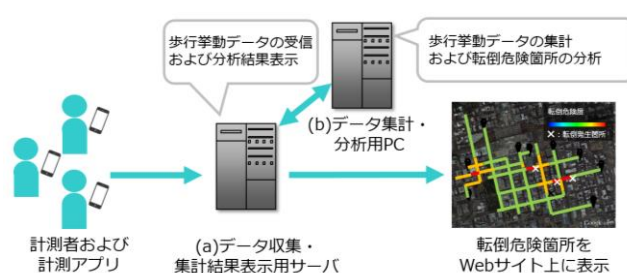 歩行挙動データの受信
および分析結果表示
歩行挙動データの集計
および転倒危険箇所の分析
(b)データ集計・
分析用PC
転倒危険度
×:転倒発生箇所
Google
計測者および
計測アプリ
(a)データ収集・
集計結果表示用サーバ
転倒危険箇所を
Webサイト上に表示